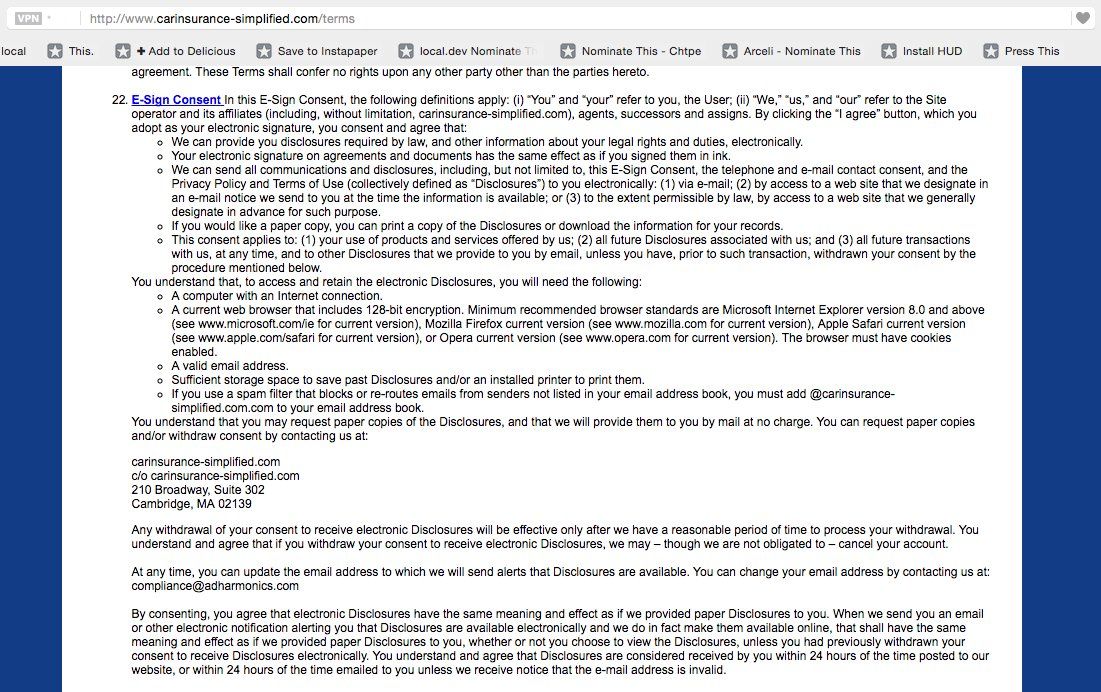 VPN http://www.carinsurance-simplified.com/terms
local This. + Add to Delicious Save to Instapaper local.dev Nominate Th Nominate This - Chtpe Arceli - Nominate This Install HUD Press This
agreement. These Terms shall confer no rights upon any other party other than the parties hereto.
22. E-Sign Consent In this E-Sign Consent, the following definitions apply: (i) “You” and “your” refer to you, the User; (ii) “We,” “us,” and “our” refer to the Site
operator and its affiliates (including, without limitation, carinsurance-simplified.com), agents, successors and assigns. By clicking the “I agree” button, which you
adopt as your electronic signature, you consent and agree that:
We can provide you disclosures required by law, and other information about your legal rights and duties, electronically.
Your electronic signature on agreements and documents has the same effect as if you signed them in ink.
We can send all communications and disclosures, including, but not limited to, this E-Sign Consent, the telephone and e-mail contact consent, and the
Privacy Policy and Terms of Use (collectively defined as “Disclosures”) to you electronically: (1) via e-mail; (2) by access to a web site that we designate in
an e-mail notice we send to you at the time the information is available; or (3) to the extent permissible by law, by access to a web site that we generally
designate in advance for such purpose.
If you would like a paper copy, you can print a copy of the Disclosures or download the information for your records.
This consent applies to: (1) your use of products and services offered by us; (2) all future Disclosures associated with us; and (3) all future transactions
with us, at any time, and to other Disclosures that we provide to you by email, unless you have, prior to such transaction, withdrawn your consent by the
procedure mentioned below.
You understand that, to access and retain the electronic Disclosures, you will need the following:
A computer with an Internet connection.
A current web browser that includes 128-bit encryption. Minimum recommended browser standards are Microsoft Internet Explorer version 8.0 and above
(see www.microsoft.com/ie for current version), Mozilla Firefox current version (see www.mozilla.com for current version), Apple Safari current version
(see www.apple.com/safari for current version), or Opera current version (see www.opera.com for current version). The browser must have cookies
enabled.
A valid email address.
Sufficient storage space to save past Disclosures and/or an installed printer to print them.
If you use a spam filter that blocks or re-routes emails from senders not listed in your email address book, you must add @carinsurance-
simplified.com.com to your email address book.
You understand that you may request paper copies of the Disclosures, and that we will provide them to you by mail at no charge. You can request paper copies
and/or withdraw consent by contacting us at:
carinsurance-simplified.com
c/o carinsurance-simplified.com
210 Broadway, Suite 302
Cambridge, MA 02139
Any withdrawal of your consent to receive electronic Disclosures will be effective only after we have a reasonable period of time to process your withdrawal. You
understand and agree that if you withdraw your consent to receive electronic Disclosures, we may – though we are not obligated to – cancel your account.
At any time, you can update the email address to which we will send alerts that Disclosures are available. You can change your email address by contacting us at:
compliance@adharmonics.com
By consenting, you agree that electronic Disclosures have the same meaning and effect as if we provided paper Disclosures to you. When we send you an email
or other electronic notification alerting you that Disclosures are available electronically and we do in fact make them available online, that shall have the same
meaning and effect as if we provided paper Disclosures to you, whether or not you choose to view the Disclosures, unless you had previously withdrawn your
consent to receive Disclosures electronically. You understand and agree that Disclosures are considered received by you within 24 hours of the time posted to our
website, or within 24 hours of the time emailed to you unless we receive notice that the e-mail address is invalid.